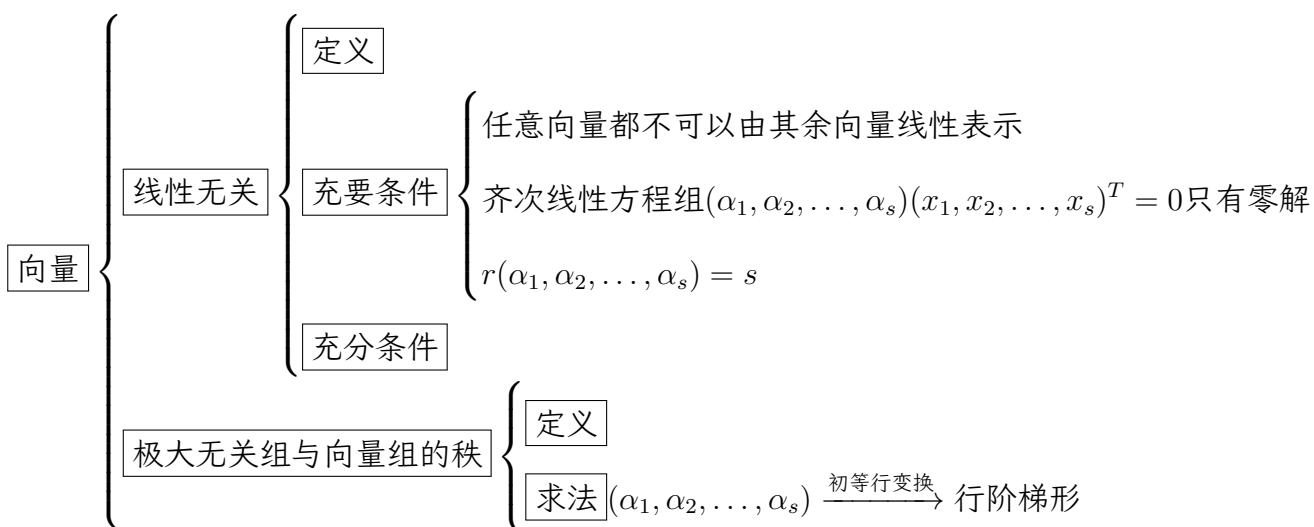 定义
任意向量都不可以由其余向量线性表示
线性无关
充要条件
齐次线性方程组(α₁, α₂, . . . , αₛ)(x₁, x₂, . . . , xₛ)ᵀ = 0只有零解
向量
r(α₁, α₂, . . . , αₛ) = s
充分条件
定义
极大无关组与向量组的秩
求法(α₁, α₂, . . . , αₛ) 初等行变换→ 行阶梯形